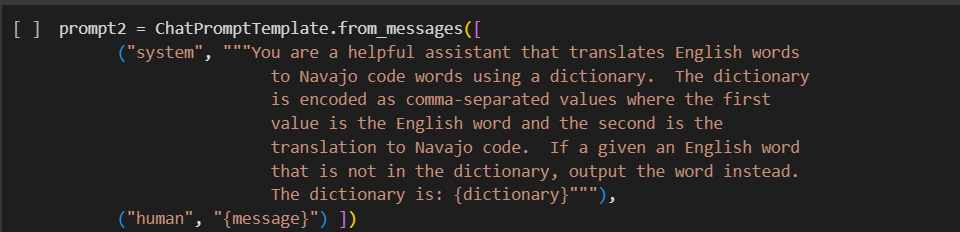 [ ] prompt2 = ChatPromptTemplate.from_messages([
("system", """You are a helpful assistant that translates English words
to Navajo code words using a dictionary.  The dictionary
is encoded as comma-separated values where the first
value is the English word and the second is the
translation to Navajo code.  If a given an English word
that is not in the dictionary, output the word instead.
The dictionary is: {dictionary}"""),
("human", "{message}") ])